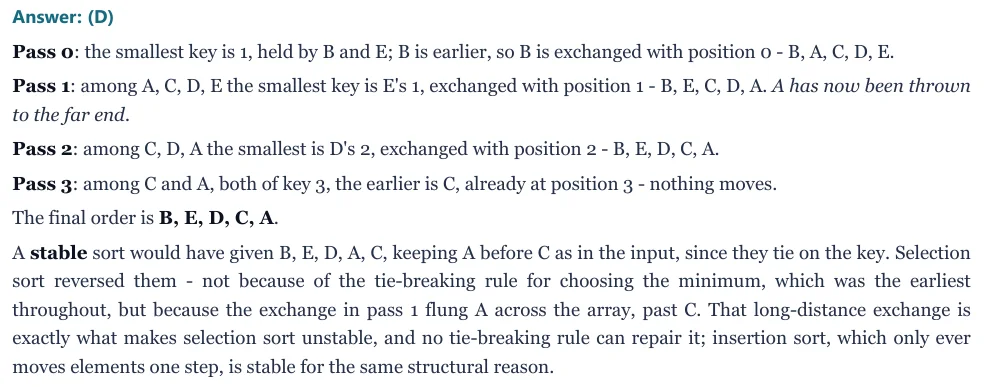 Answer: (D)
Pass 0: the smallest key is 1, held by B and E; B is earlier, so B is exchanged with position 0 - B, A, C, D, E.
Pass 1: among A, C, D, E the smallest key is E's 1, exchanged with position 1 - B, E, C, D, A. A has now been thrown
to the far end.
Pass 2: among C, D, A the smallest is D's 2, exchanged with position 2 - B, E, D, C, A.
Pass 3: among C and A, both of key 3, the earlier is C, already at position 3 - nothing moves.
The final order is B, E, D, C, A.
A stable sort would have given B, E, D, A, C, keeping A before C as in the input, since they tie on the key. Selection
sort reversed them - not because of the tie-breaking rule for choosing the minimum, which was the earliest
throughout, but because the exchange in pass 1 flung A across the array, past C. That long-distance exchange is
exactly what makes selection sort unstable, and no tie-breaking rule can repair it; insertion sort, which only ever
moves elements one step, is stable for the same structural reason.